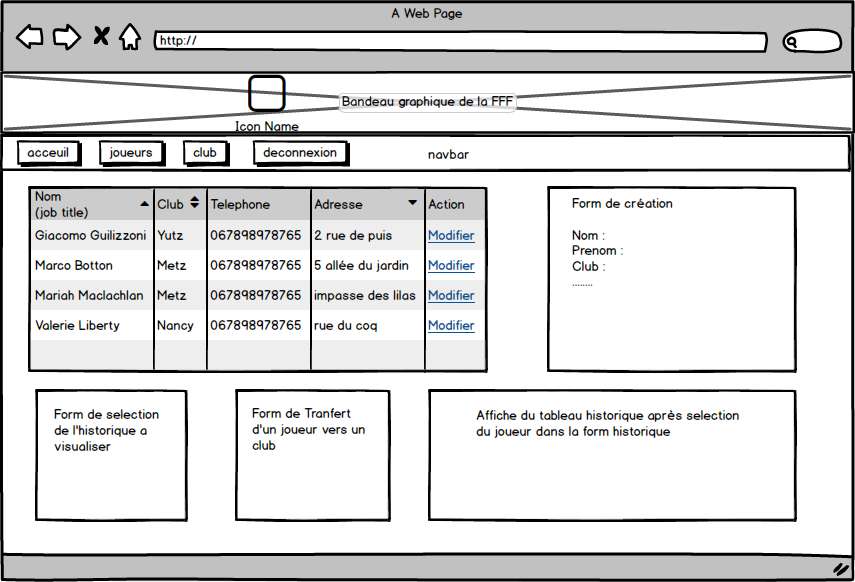 A Web Page
http://
Bandeau graphique de la FFF
Icon Name
acceuil joueurs club deconnexion navbar
Nom
(job title) Club Telephone Adresse Action
Giacomo Guilizzoni Yutz 067898978765 2 rue de puis Modifier
Marco Botton Metz 067898978765 5 allée du jardin Modifier
Mariah Maclachlan Metz 067898978765 impasse des lilas Modifier
Valerie Liberty Nancy 067898978765 rue du coq Modifier
Form de création
Nom :
Prenom :
Club :
........
Form de selection
de l'historique a
visualiser
Form de Tranfert
d'un joueur vers un
club
Affiche du tableau historique après selection
du joueur dans la form historique